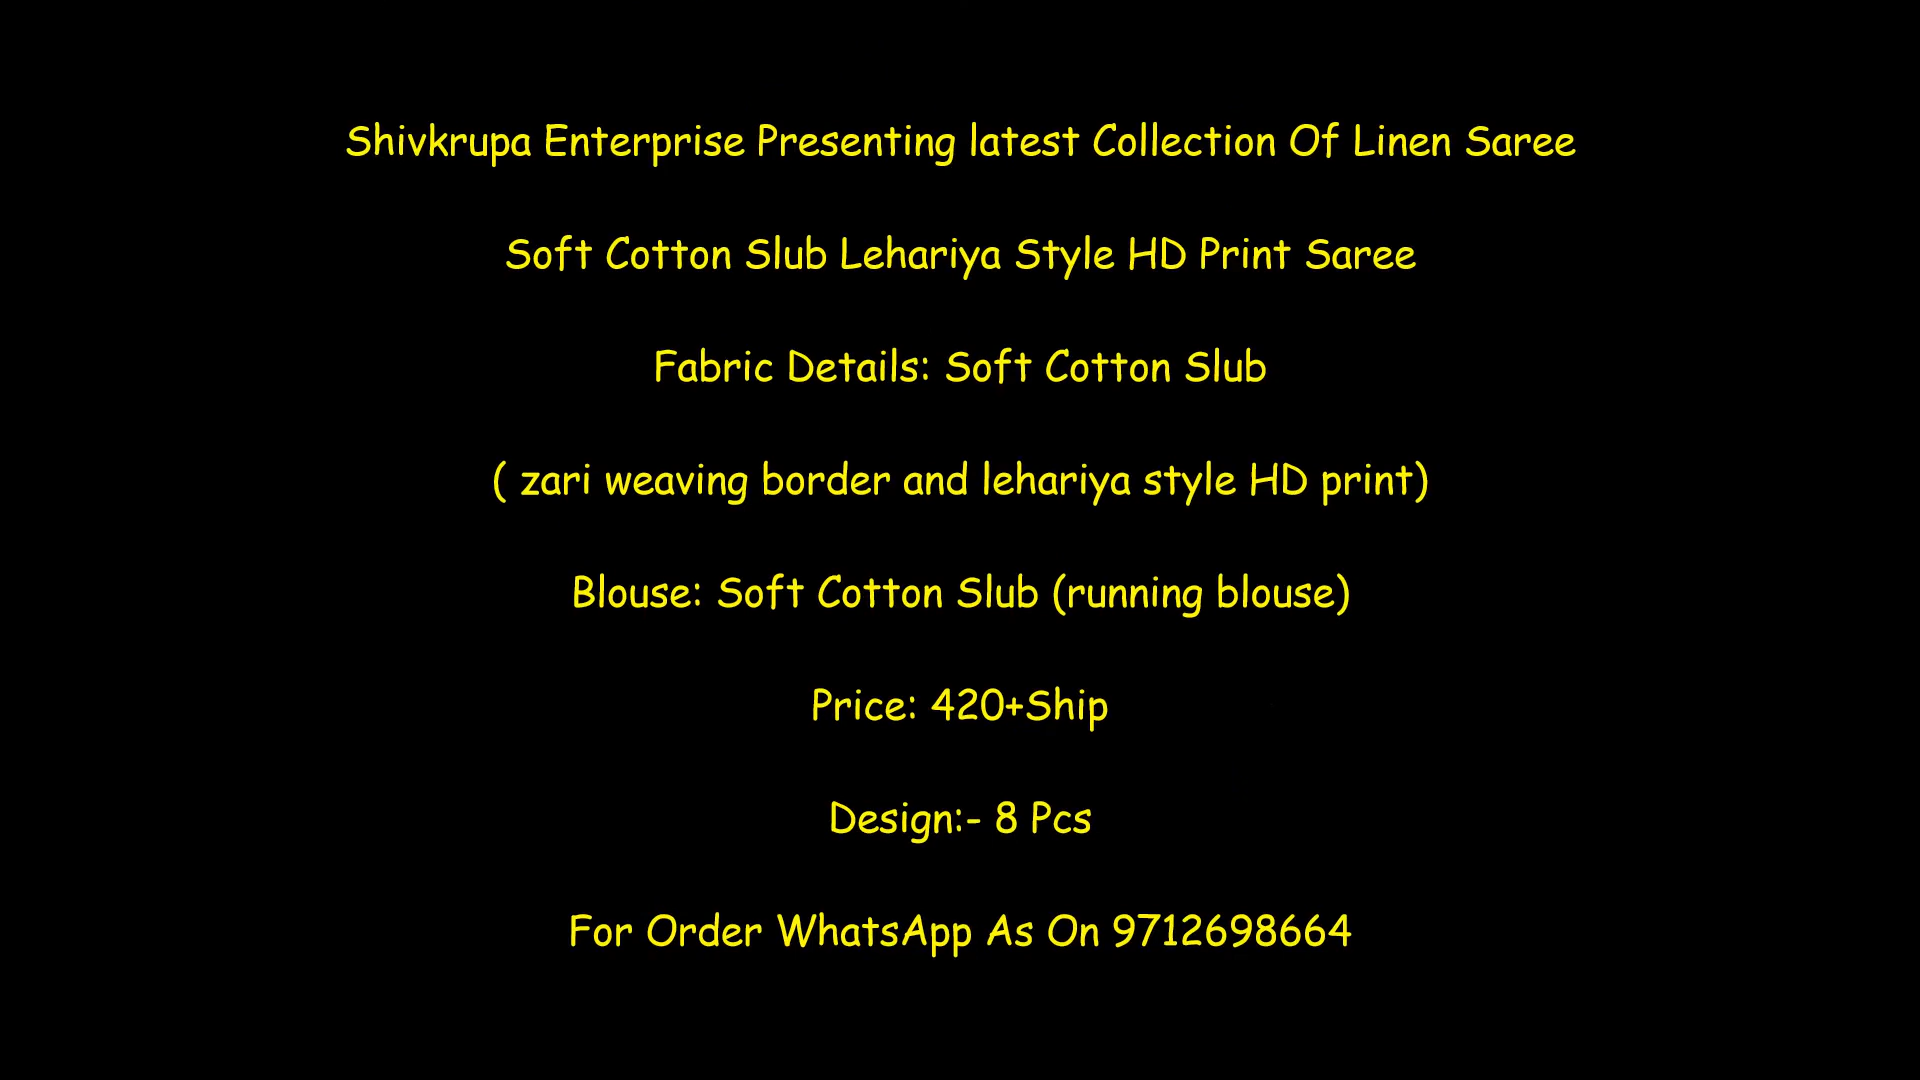 Shivkrupa Enterprise Presenting latest Collection Of Linen Saree
Soft Cotton Slub Lehariya Style HD Print Saree
Fabric Details: Soft Cotton Slub
( zari weaving border and lehariya style HD print)
Blouse: Soft Cotton Slub (running blouse)
Price: 420+Ship
Design:- 8 Pcs
For Order WhatsApp As On 9712698664